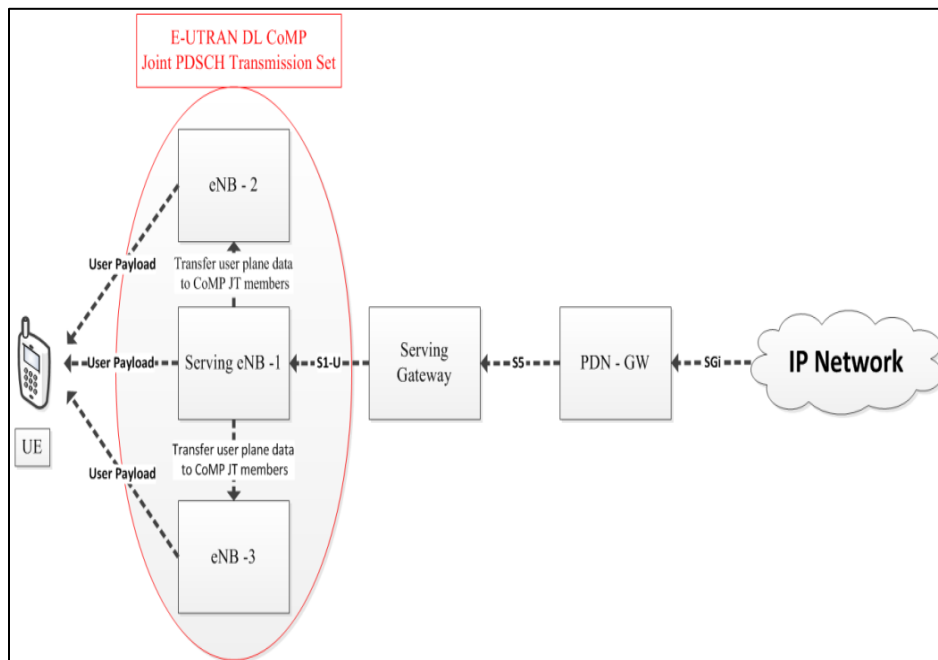 E-UTRAN DL CoMP
Joint PDSCH Transmission Set
eNB - 2
User Payload
Transfer user plane data
to CoMP JT members
User Payload
Serving eNB -1
S1-U
Serving
Gateway
S5
PDN - GW
SGi
IP Network
UE
Transfer user plane data
to CoMP JT members
User Payload
eNB -3